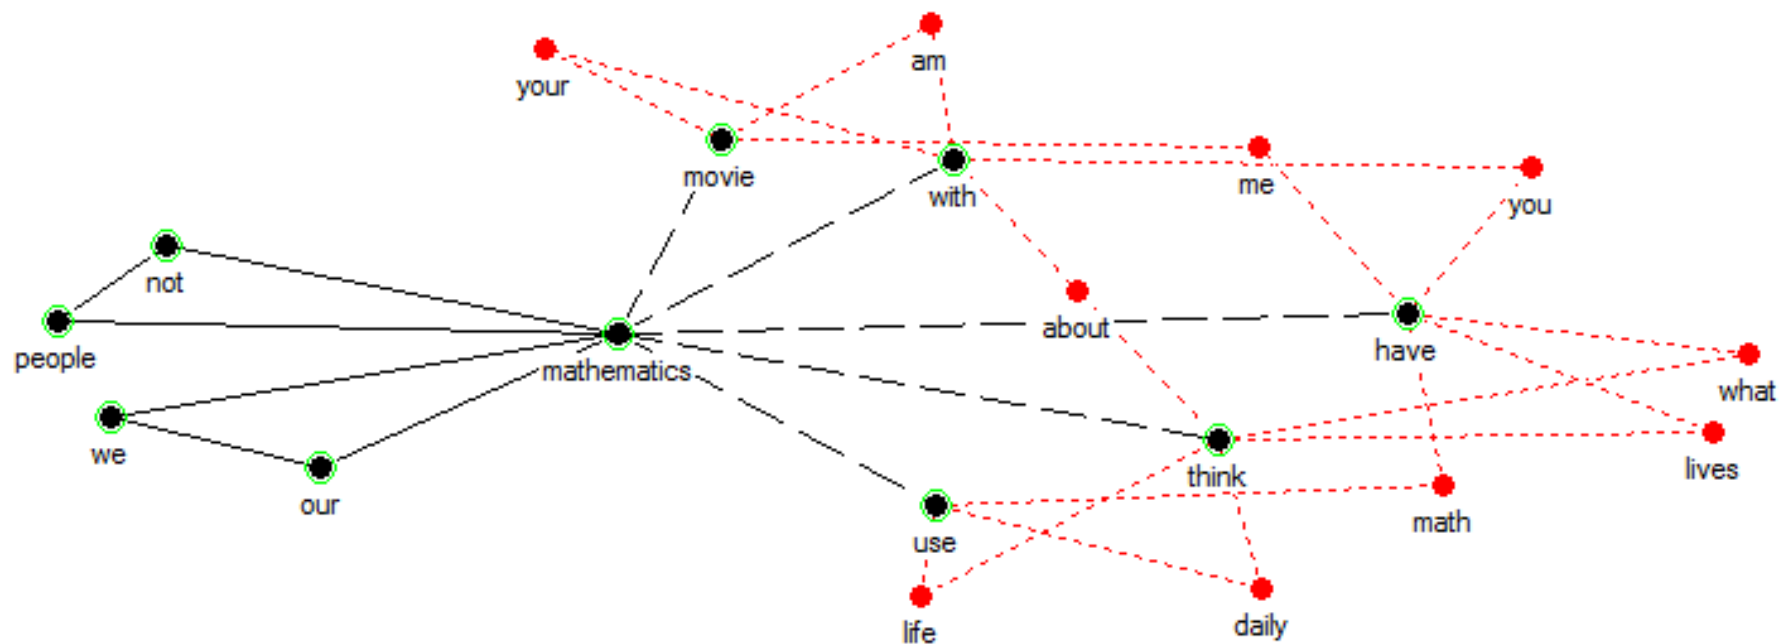 am
your
movie
with
me
you
not
about
people
mathematics
have
what
we
think
lives
our
math
use
life
daily